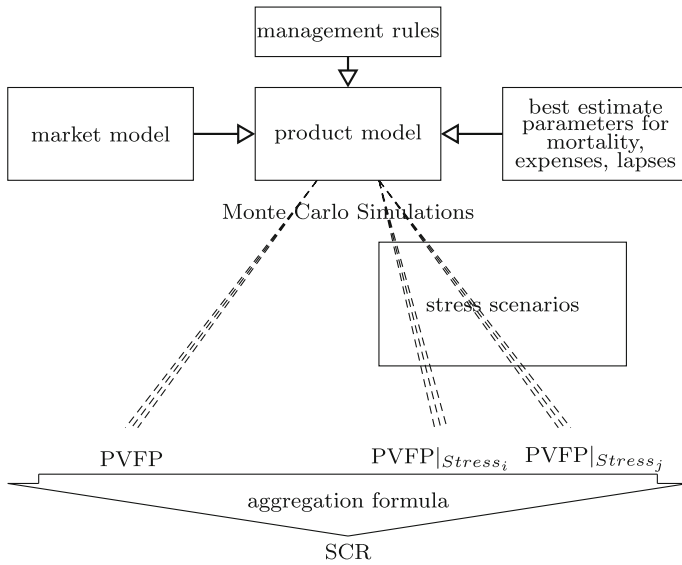 management rules
market model
product model
best estimate
parameters for
mortality,
expenses, lapses
Monte Carlo Simulations
stress scenarios
PVFP
PVFP|Stress_i
PVFP|Stress_j
aggregation formula
SCR